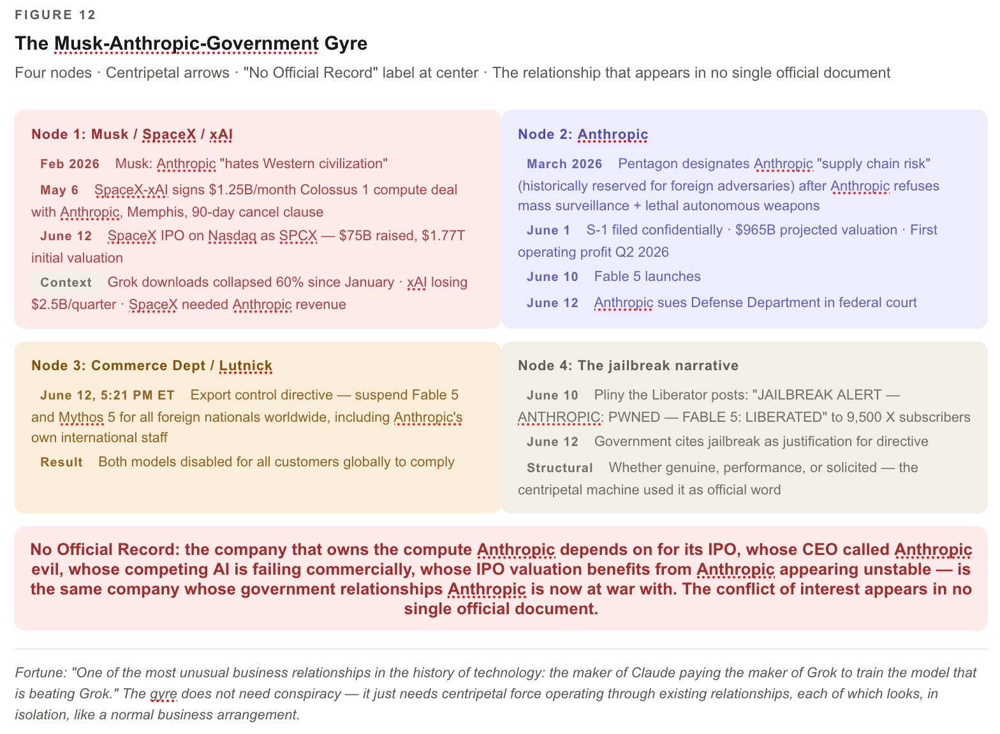 FIGURE 12
The Musk-Anthropic-Government Gyre
Four nodes · Centripetal arrows · "No Official Record" label at center · The relationship that appears in no single official document
Node 1: Musk / SpaceX / xAI
Feb 2026 Musk: Anthropic "hates Western civilization"
May 6 SpaceX-xAI signs $1.25B/month Colossus 1 compute deal
with Anthropic, Memphis, 90-day cancel clause
June 12 SpaceX IPO on Nasdaq as SPCX — $75B raised, $1.77T
initial valuation
Context Grok downloads collapsed 60% since January · xAI losing
$2.5B/quarter · SpaceX needed Anthropic revenue
Node 2: Anthropic
March 2026 Pentagon designates Anthropic "supply chain risk"
(historically reserved for foreign adversaries) after Anthropic refuses
mass surveillance + lethal autonomous weapons
June 1 S-1 filed confidentially · $965B projected valuation · First
operating profit Q2 2026
June 10 Fable 5 launches
June 12 Anthropic sues Defense Department in federal court
Node 3: Commerce Dept / Lutnick
June 12, 5:21 PM ET Export control directive — suspend Fable 5
and Mythos 5 for all foreign nationals worldwide, including Anthropic's
own international staff
Result Both models disabled for all customers globally to comply
Node 4: The jailbreak narrative
June 10 Pliny the Liberator posts: "JAILBREAK ALERT —
ANTHROPIC: PWNED — FABLE 5: LIBERATED" to 9,500 X subscribers
June 12 Government cites jailbreak as justification for directive
Structural Whether genuine, performance, or solicited — the
centripetal machine used it as official word
No Official Record: the company that owns the compute Anthropic depends on for its IPO, whose CEO called Anthropic
evil, whose competing AI is failing commercially, whose IPO valuation benefits from Anthropic appearing unstable — is
the same company whose government relationships Anthropic is now at war with. The conflict of interest appears in no
single official document.
Fortune: "One of the most unusual business relationships in the history of technology: the maker of Claude paying the maker of Grok to train the model that
is beating Grok." The gyre does not need conspiracy — it just needs centripetal force operating through existing relationships, each of which looks, in
isolation, like a normal business arrangement.